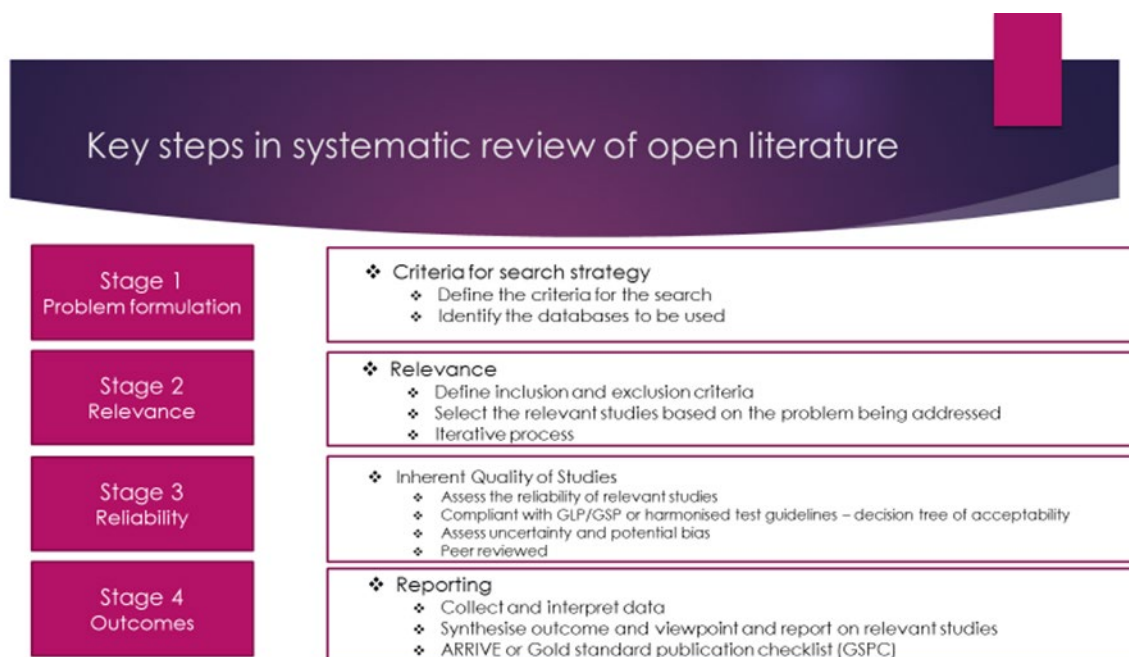 Key steps in systematic review of open literature
Stage 1
Problem formulation
❖ Criteria for search strategy
❖ Define the criteria for the search
❖ Identify the databases to be used
Stage 2
Relevance
❖ Relevance
❖ Define inclusion and exclusion criteria
❖ Select the relevant studies based on the problem being addressed
❖ Iterative process
Stage 3
Reliability
❖ Inherent Quality of Studies
❖ Assess the reliability of relevant studies
❖ Compliant with GLP/GSP or harmonised test guidelines – decision tree of acceptability
❖ Assess uncertainty and potential bias
❖ Peer reviewed
Stage 4
Outcomes
❖ Reporting
❖ Collect and interpret data
❖ Synthesise outcome and viewpoint and report on relevant studies
❖ ARRIVE or Gold standard publication checklist (GSPC)